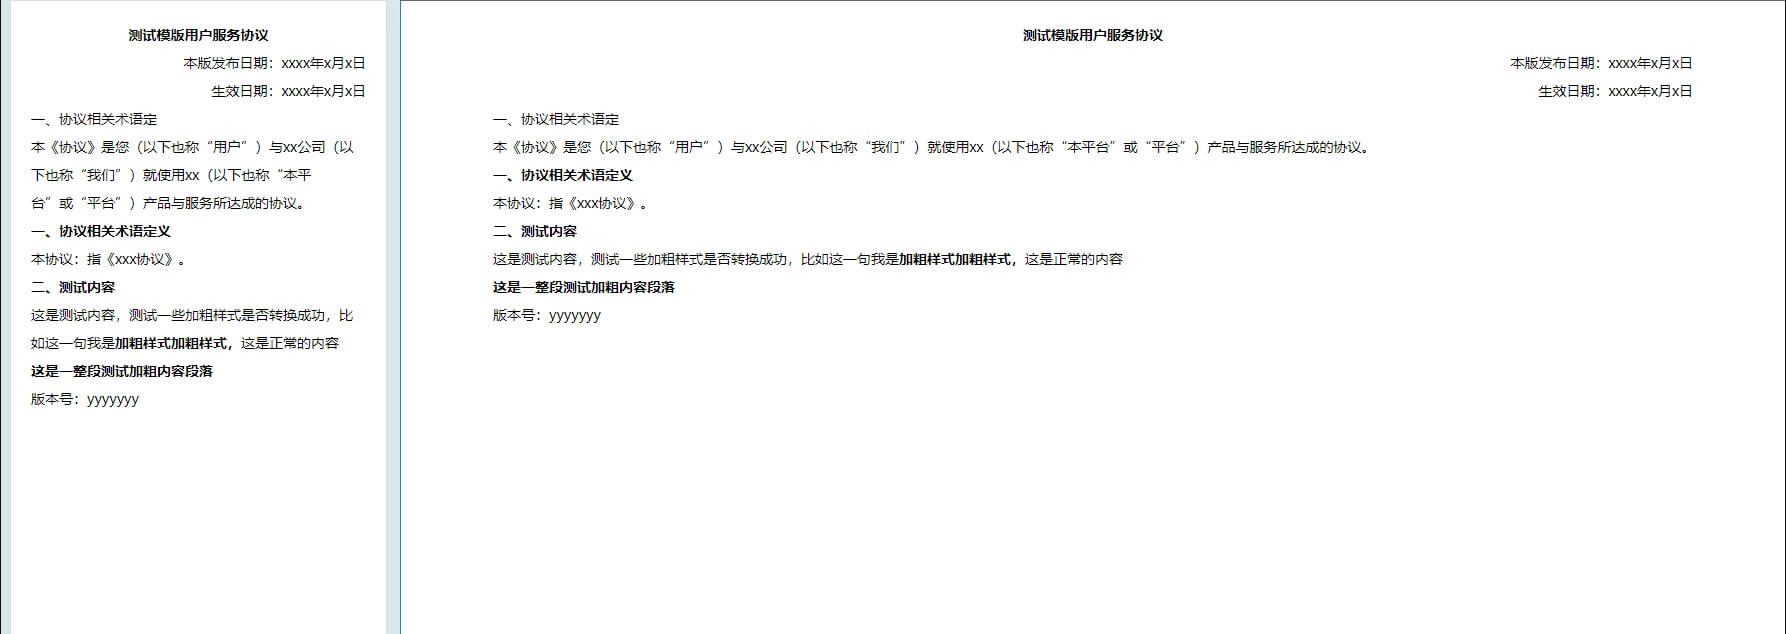 测试模版用户服务协议
本版发布日期：xxxx年x月x日
生效日期：xxxx年x月x日
一、协议相关术语定
本《协议》是您（以下也称“用户”）与xx公司（以
下也称“我们”）就使用xx（以下也称“本平
台”或“平台”）产品与服务所达成的协议。
一、协议相关术语定义
本协议：指《xxx协议》。
二、测试内容
这是测试内容，测试一些加粗样式是否转换成功，比
如这一句我是加粗样式加粗样式，这是正常的内容
这是一整段测试加粗内容段落
版本号：yyyyyyy
测试模版用户服务协议
本版发布日期：xxxx年x月x日
生效日期：xxxx年x月x日
一、协议相关术语定
本《协议》是您（以下也称“用户”）与xx公司（以下也称“我们”）就使用xx（以下也称“本平台”或“平台”）产品与服务所达成的协议。
一、协议相关术语定义
本协议：指《xxx协议》。
二、测试内容
这是测试内容，测试一些加粗样式是否转换成功，比如这一句我是加粗样式加粗样式，这是正常的内容
这是一整段测试加粗内容段落
版本号：yyyyyyy